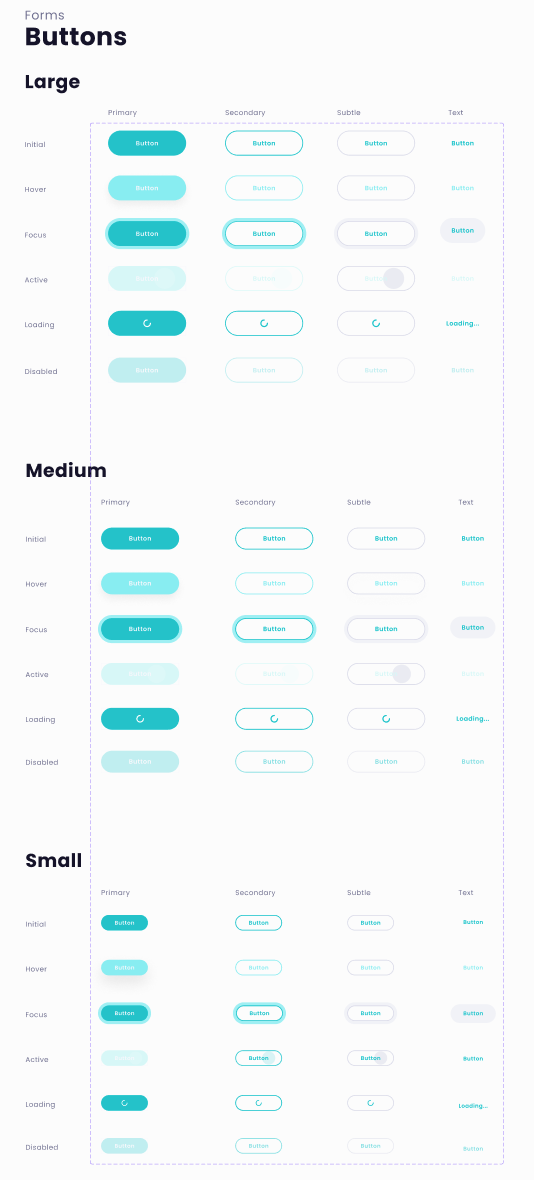 Forms
Buttons
Large
Primary Secondary Subtle Text
Initial Button Button Button Button
Hover Button Button Button Button
Focus Button Button Button Button
Active Button Button Button Button
Loading Loading...
Disabled Button Button Button Button
Medium
Primary Secondary Subtle Text
Initial Button Button Button Button
Hover Button Button Button Button
Focus Button Button Button Button
Active Button Button Button Button
Loading Loading...
Disabled Button Button Button Button
Small
Primary Secondary Subtle Text
Initial Button Button Button Button
Hover Button Button Button Button
Focus Button Button Button Button
Active Button Button Button Button
Loading Loading...
Disabled Button Button Button Button